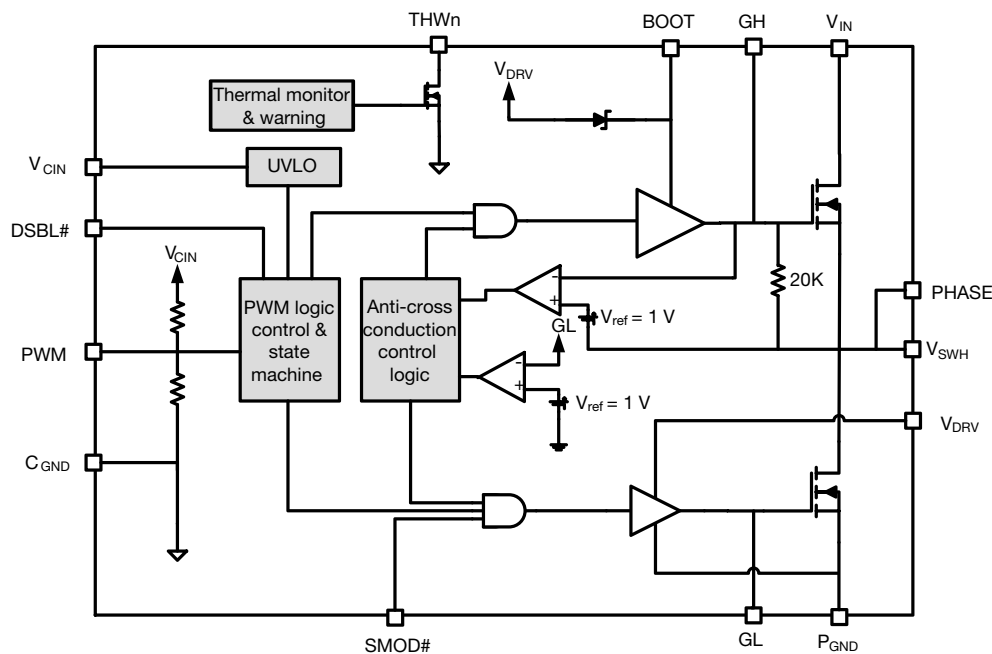 THWn
BOOT
GH
VIN
VDRV
Thermal monitor
& warning
VCIN
UVLO
DSBL#
VCIN
20K
PHASE
PWM logic
control &
state
machine
Anti-cross
conduction
control
logic
-
+
Vref = 1 V
GL
PWM
VSWH
-
+
Vref = 1 V
VDRV
CGND
SMOD#
GL
PGND